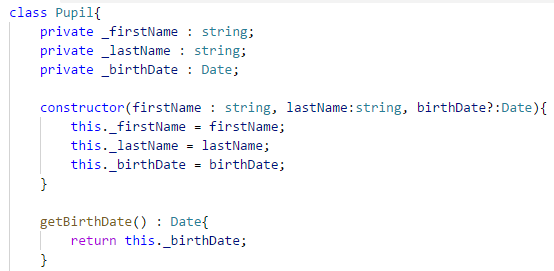 class Pupil{
    private _firstName : string;
    private _lastName : string;
    private _birthDate : Date;

    constructor(firstName : string, lastName:string, birthDate?:Date){
        this._firstName = firstName;
        this._lastName = lastName;
        this._birthDate = birthDate;
    }

    getBirthDate() : Date{
        return this._birthDate;
    }